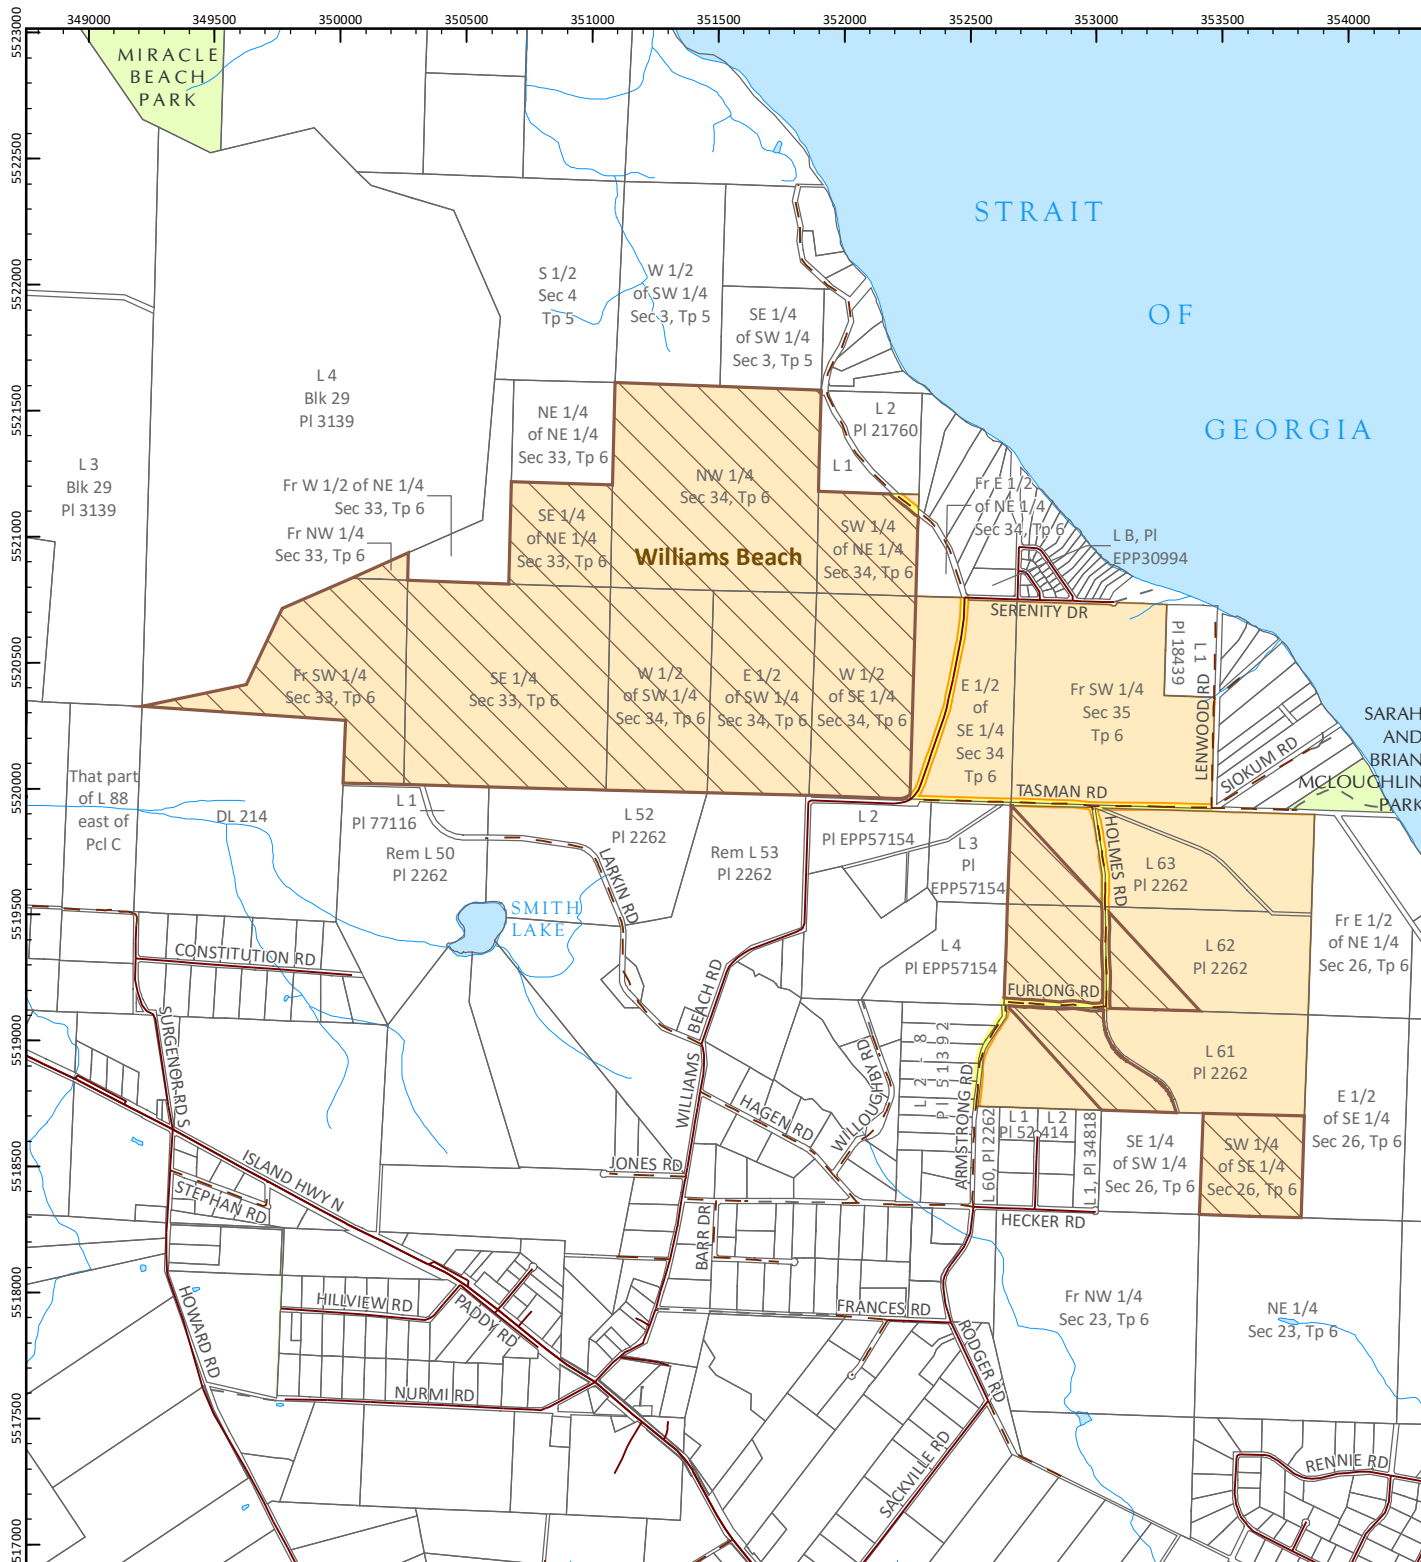 349000
349500
350000
350500
351000
351500
352000
352500
353000
353500
354000
5523000
5522500
5522000
5521500
5521000
5520500
5520000
5519500
5519000
5518500
5518000
5517500
5517000
MIRACLE
BEACH
PARK
STRAIT
OF
GEORGIA
S 1/2
Sec 4
Tp 5
W 1/2
of SW 1/4
Sec 3, Tp 5
SE 1/4
of SW 1/4
Sec 3, Tp 5
L 4
Blk 29
Pl 3139
L 3
Blk 29
Pl 3139
NE 1/4
of NE 1/4
Sec 33, Tp 6
L 2
Pl 21760
L 1
Fr W 1/2 of NE 1/4
Sec 33, Tp 6
Fr NW 1/4
Sec 33, Tp 6
NW 1/4
Sec 34, Tp 6
Fr E 1/2
of NE 1/4
Sec 34, Tp 6
SE 1/4
of NE 1/4
Sec 33, Tp 6
SW 1/4
of NE 1/4
Sec 34, Tp 6
L B, Pl
EPP30994
Williams Beach
SERENITY DR
Fr SW 1/4
Sec 33, Tp 6
SE 1/4
Sec 33, Tp 6
W 1/2
of SW 1/4
Sec 34, Tp 6
E 1/2
of SW 1/4
Sec 34, Tp 6
W 1/2
of SE 1/4
Sec 34, Tp 6
E 1/2
of
SE 1/4
Sec 34
Tp 6
Fr SW 1/4
Sec 35
Tp 6
L 1
Pl 18439
LENWOOD RD
SIOKUM RD
SARAH
AND
BRIAN
MCLOUGHLIN
PARK
TASMAN RD
That part
of L 88
east of
Pcl C
DL 214
L 1
Pl 77116
Rem L 50
Pl 2262
L 52
Pl 2262
LARKIN RD
Rem L 53
Pl 2262
L 2
Pl EPP57154
L 3
Pl
EPP57154
L 4
Pl EPP57154
HOLMES RD
L 63
Pl 2262
L 62
Pl 2262
L 61
Pl 2262
Fr E 1/2
of NE 1/4
Sec 26, Tp 6
SMITH
LAKE
CONSTITUTION RD
FURLONG RD
SURGENOR RD S
WILLIAMS BEACH RD
WILLOUGHBY RD
L 2 - 8
Pl 51392
ARMSTRONG RD
L 60, Pl 2262
L 1
L 2
Pl 52414
L 1, Pl 34818
SE 1/4
of SW 1/4
Sec 26, Tp 6
SW 1/4
of SE 1/4
Sec 26, Tp 6
E 1/2
of SE 1/4
Sec 26, Tp 6
HAGEN RD
JONES RD
ISLAND HWY N
STEPHAN RD
BARR DR
HECKER RD
HOWARD RD
HILLVIEW RD
PADDY RD
FRANCES RD
RODGER RD
Fr NW 1/4
Sec 23, Tp 6
NE 1/4
Sec 23, Tp 6
NURMI RD
SACKVILLE RD
RENNIE RD